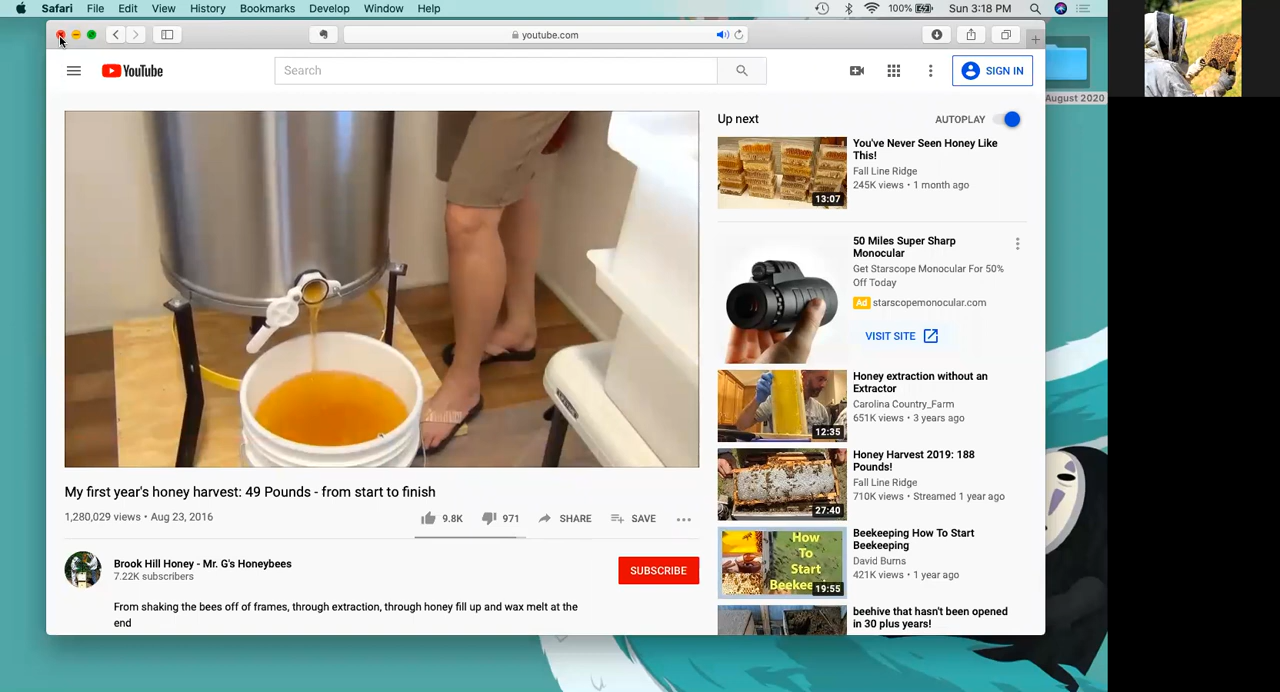 Safari File Edit View History Bookmarks Develop Window Help 100% Sun 3:18 PM
youtube.com
YouTube Search SIGN IN
August 2020
Up next AUTOPLAY
You've Never Seen Honey Like
This!
Fall Line Ridge
245K views • 1 month ago
13:07
50 Miles Super Sharp
Monocular
Get Starscope Monocular For 50%
Off Today
Ad starscopemonocular.com
VISIT SITE
Honey extraction without an
Extractor
Carolina Country_Farm
651K views • 3 years ago
12:35
Honey Harvest 2019: 188
Pounds!
Fall Line Ridge
710K views • Streamed 1 year ago
27:40
Beekeeping How To Start
Beekeeping
David Burns
421K views • 1 year ago
How
To
Start
19:55
beehive that hasn't been opened
in 30 plus years!
My first year's honey harvest: 49 Pounds - from start to finish
1,280,029 views • Aug 23, 2016
9.8K 971 SHARE SAVE
Brook Hill Honey - Mr. G's Honeybees
7.22K subscribers
SUBSCRIBE
From shaking the bees off of frames, through extraction, through honey fill up and wax melt at the
end